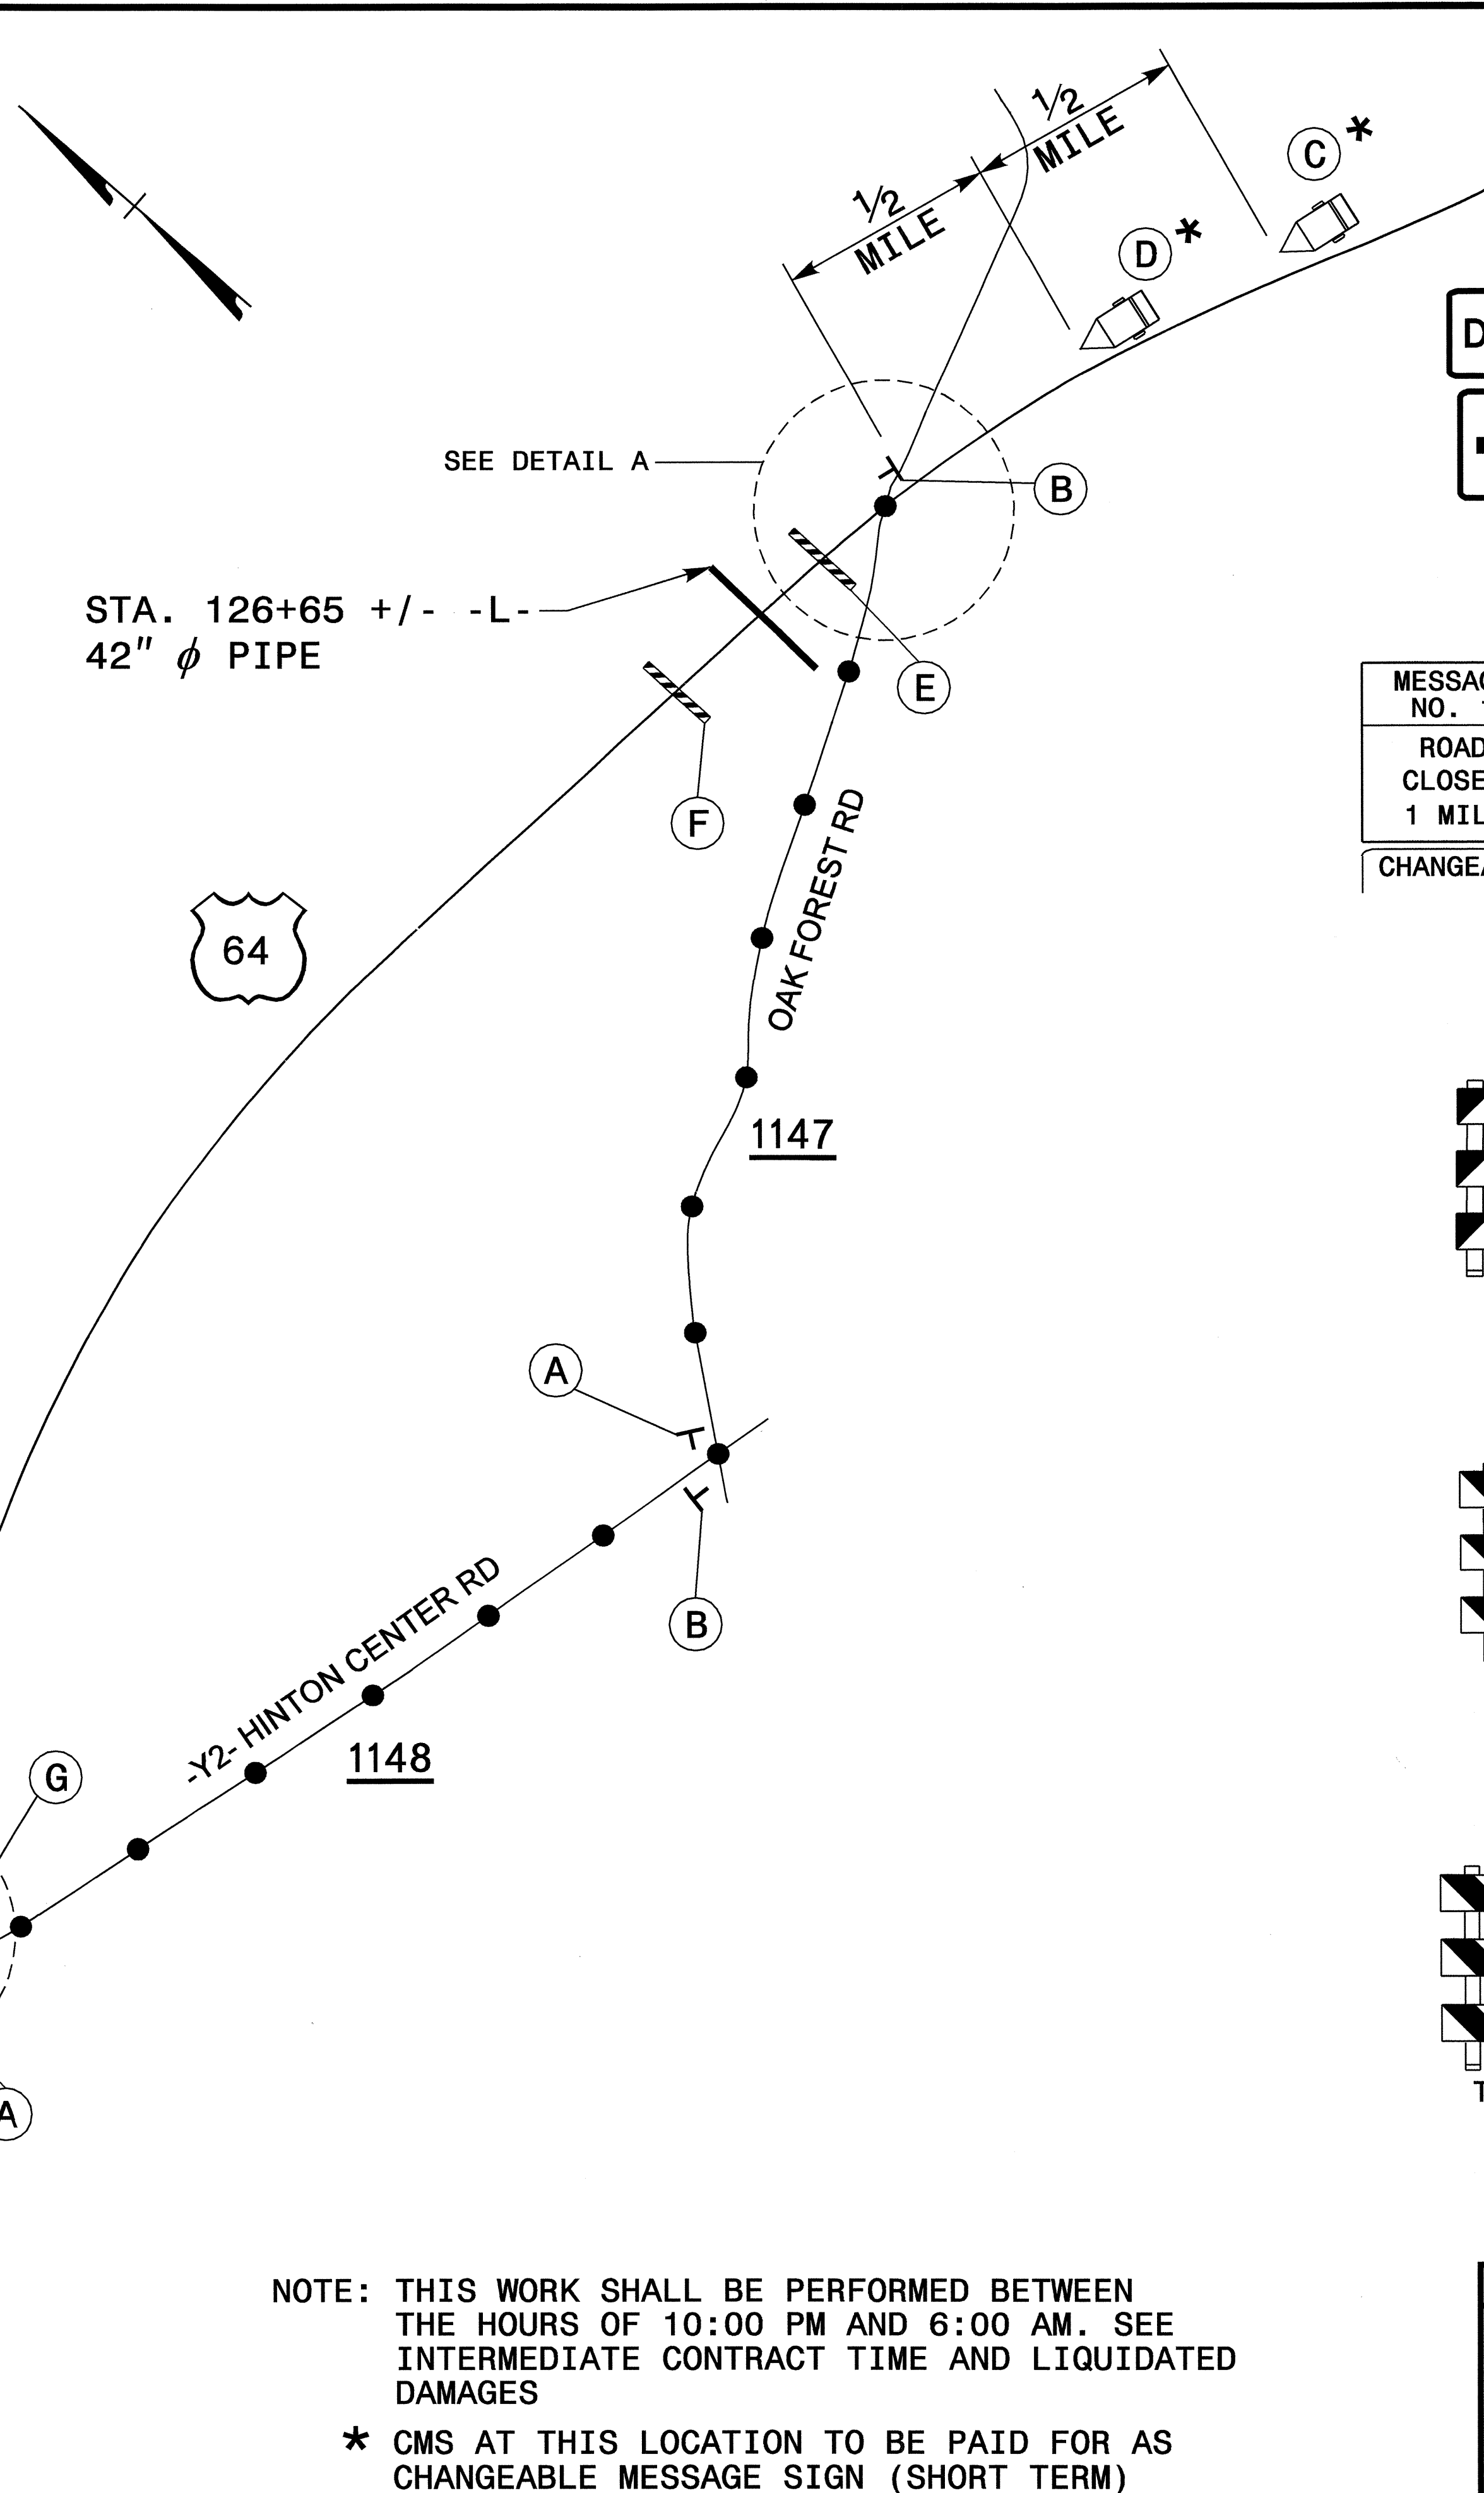 1/2
MILE
1/2
MILE
C *
D *
SEE DETAIL A
B
STA. 126+65 +/- -L-
42" ϕ PIPE
E
F
MESSA
NO.
ROAD
CLOSE
1 MIL
CHANGEA
OAK FOREST RD
64
1147
A
B
-Y2- HINTON CENTER RD
1148
G
A
NOTE: THIS WORK SHALL BE PERFORMED BETWEEN
THE HOURS OF 10:00 PM AND 6:00 AM. SEE
INTERMEDIATE CONTRACT TIME AND LIQUIDATED
DAMAGES
* CMS AT THIS LOCATION TO BE PAID FOR AS
CHANGEABLE MESSAGE SIGN (SHORT TERM)